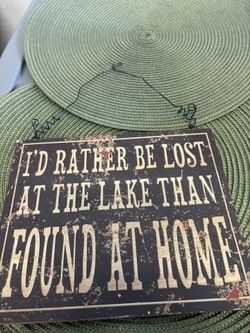 I'D RATHER BE LOST
AT THE LAKE THAN
FOUND AT HOME